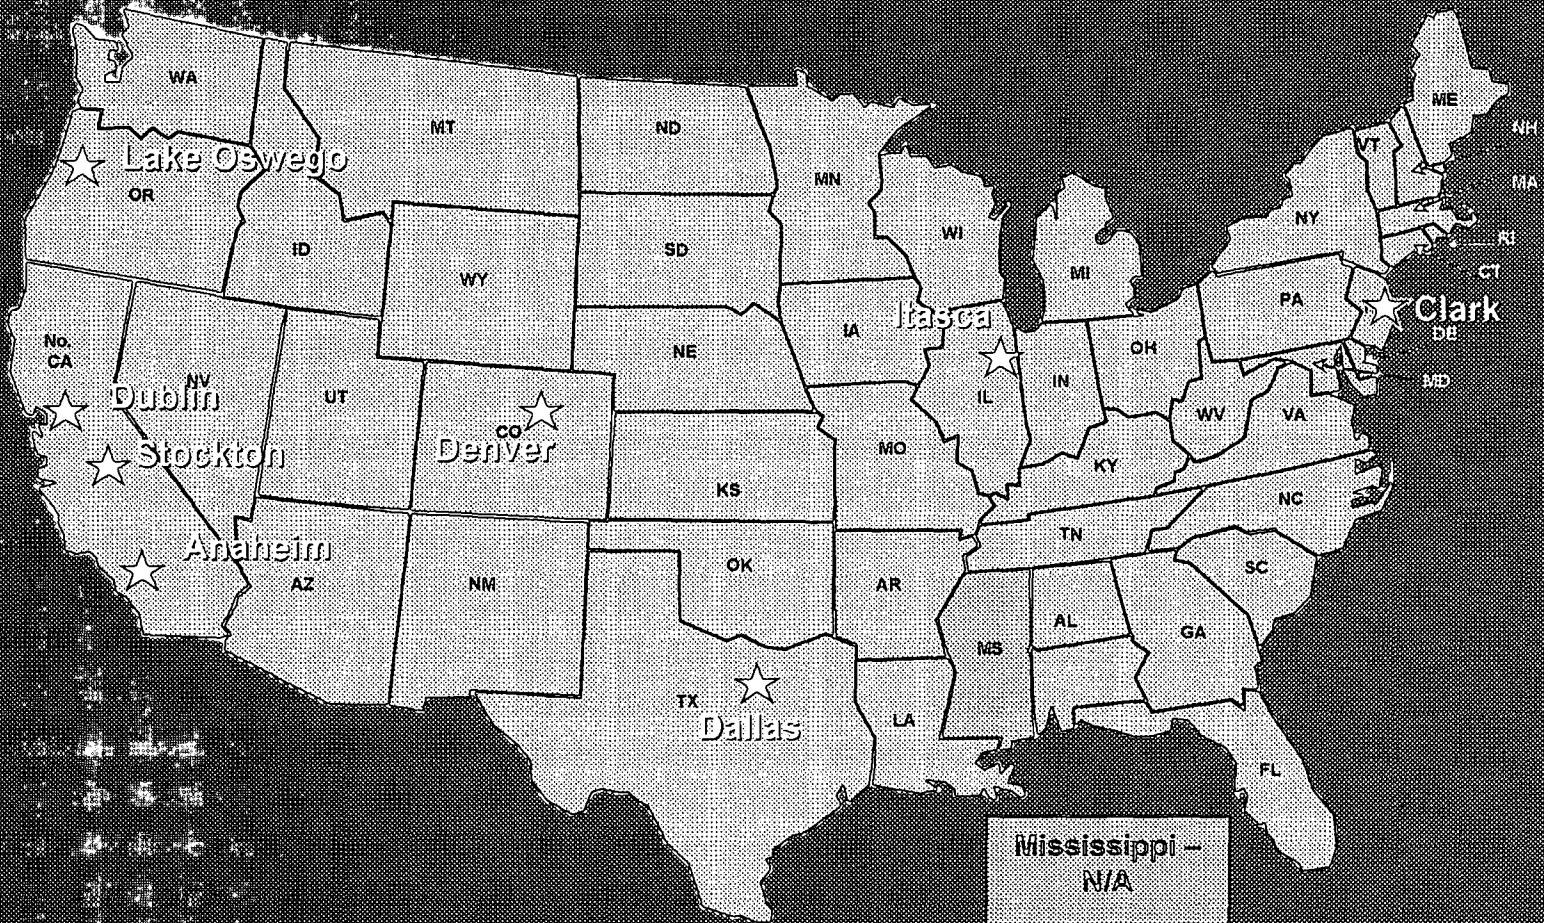 WA
MT
ND
MN
ME
NH
VT
Lake Oswego
OR
MA
NY
WI
ID
SD
RI
MI
CT
WY
PA
Clark
Itasca
DE
No.
CA
IA
NE
OH
NV
Dublin
UT
IL
IN
MD
CO
Denver
WV
VA
Stockton
MO
KY
KS
NC
Anaheim
TN
AZ
NM
OK
AR
SC
AL
GA
MS
TX
Dallas
LA
FL
Mississippi –
N/A